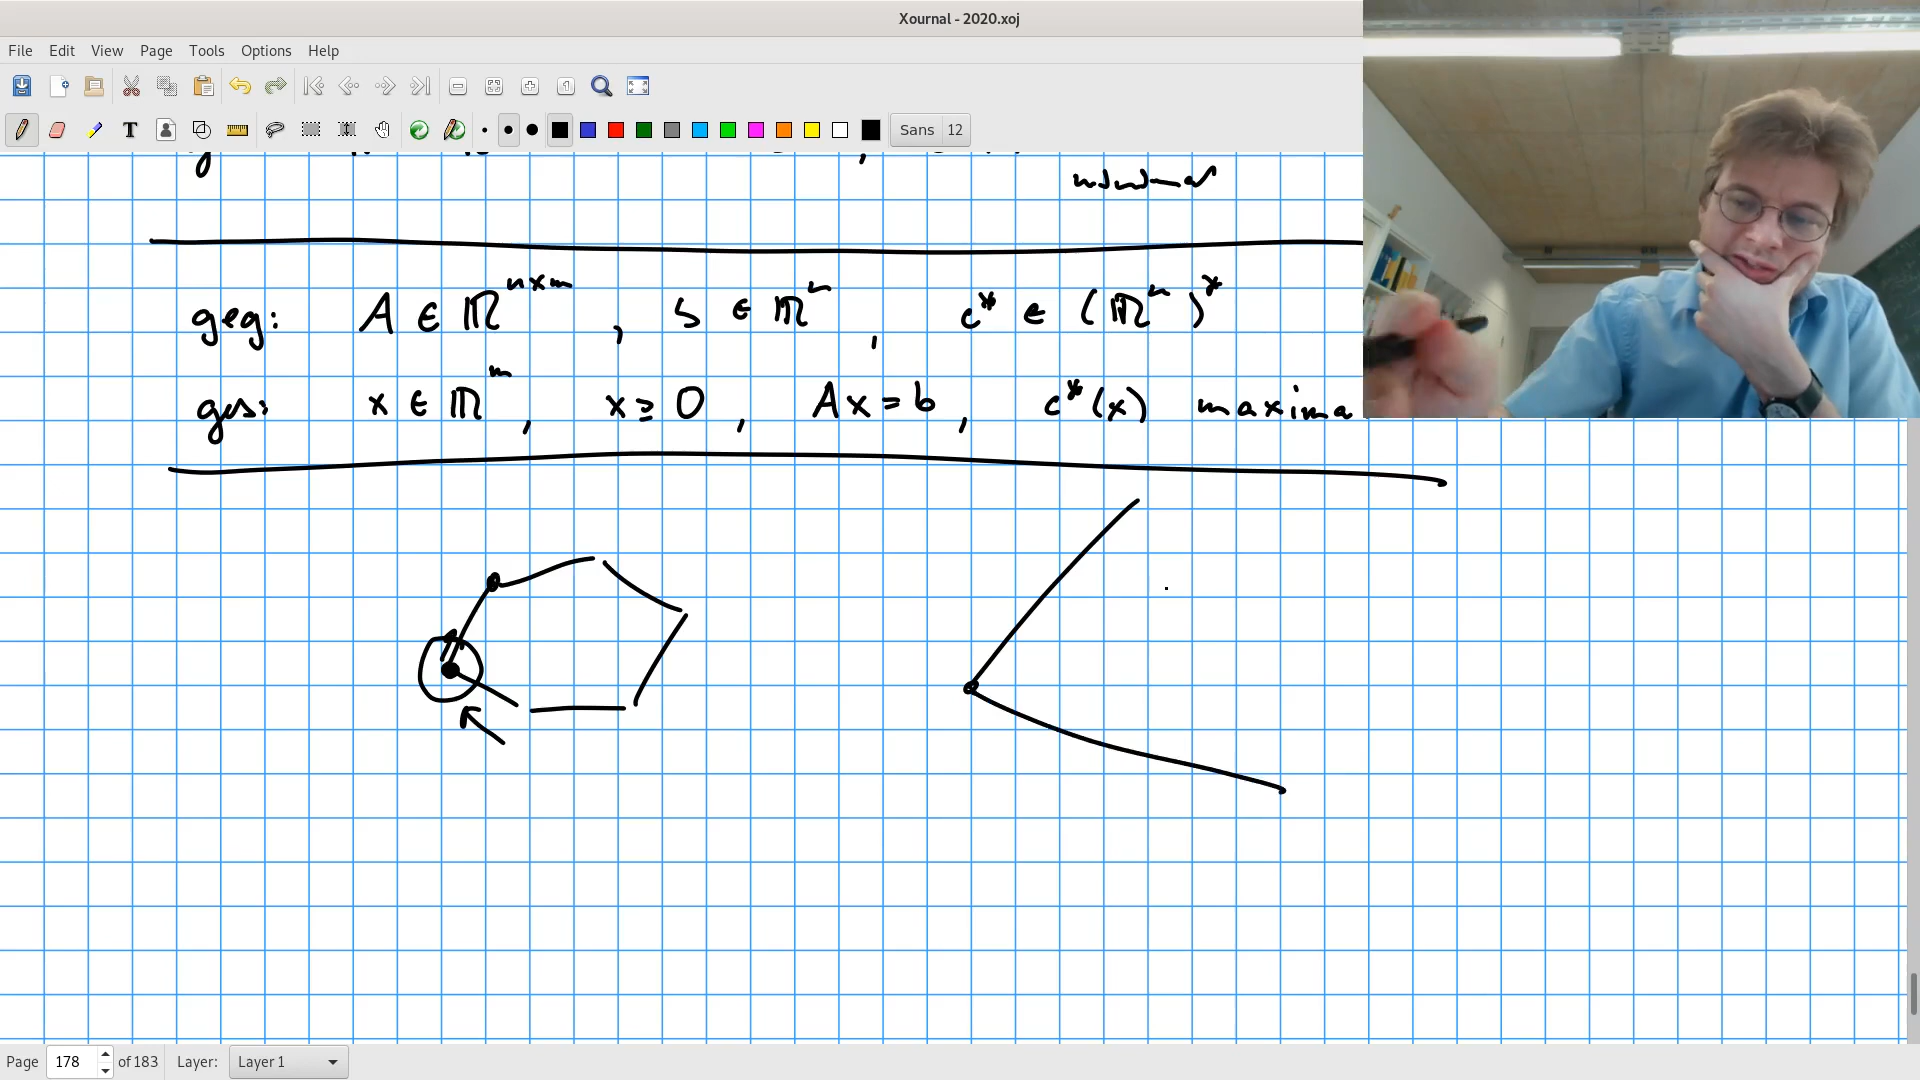 Xournal - 2020.xoj
File Edit View Page Tools Options Help
Sans 12
geg: A ∈ ℝ^{n×m}, b ∈ ℝ^n, c* ∈ (ℝ^n)*
ges: x ∈ ℝ^m, x ≥ 0, Ax = b, c*(x) maxima
Page 178 of 183 Layer: Layer 1